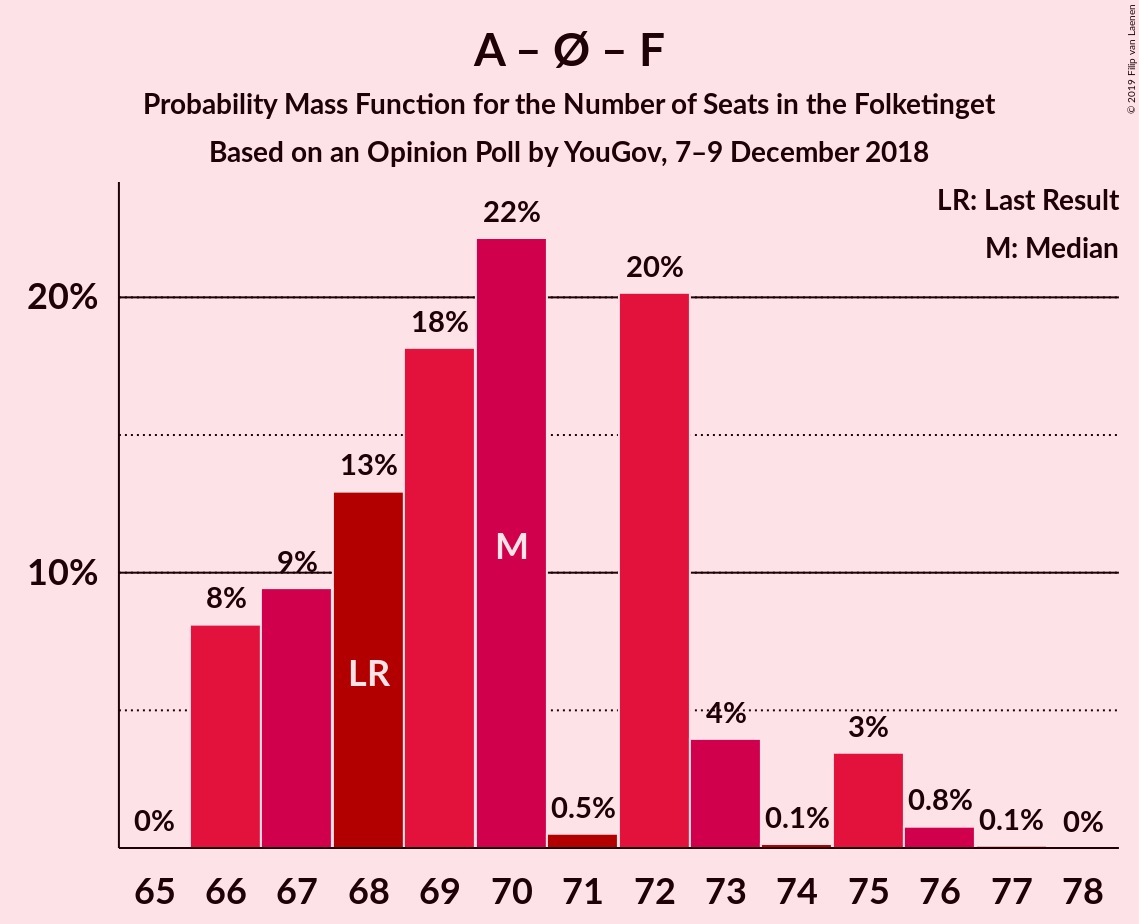 A – Ø – F
Probability Mass Function for the Number of Seats in the Folketinget
Based on an Opinion Poll by YouGov, 7–9 December 2018
© 2019 Filip van Laenen
LR: Last Result
M: Median
20%
10%
0%
8%
9%
13%
18%
22%
0.5%
20%
4%
0.1%
3%
0.8%
0.1%
0%
LR
M
65 66 67 68 69 70 71 72 73 74 75 76 77 78